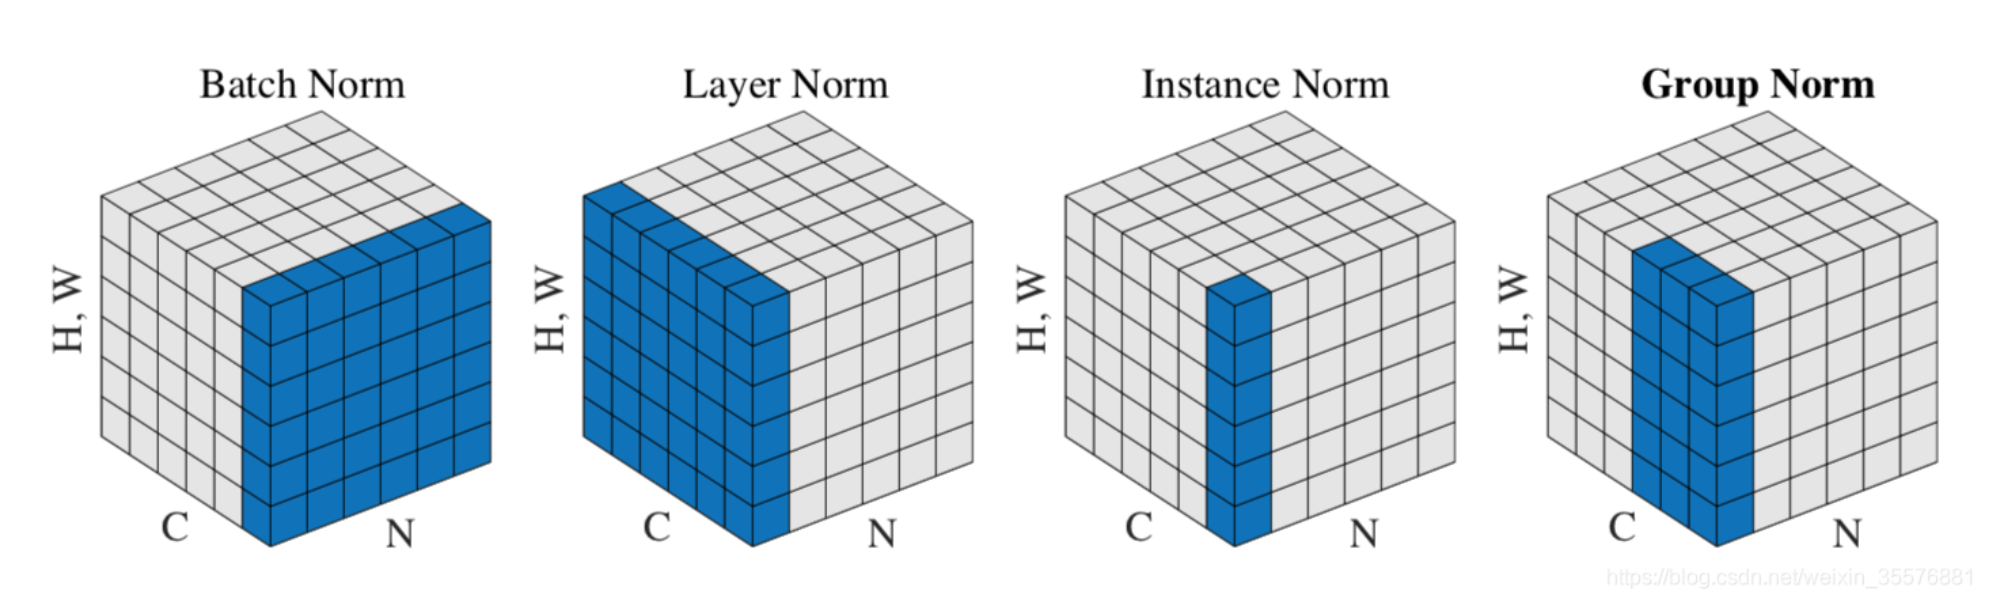 Batch Norm
Layer Norm
Instance Norm
Group Norm
H, W
C
N
H, W
C
N
H, W
C
N
H, W
C
N
https://blog.csdn.net/weixin_35576881